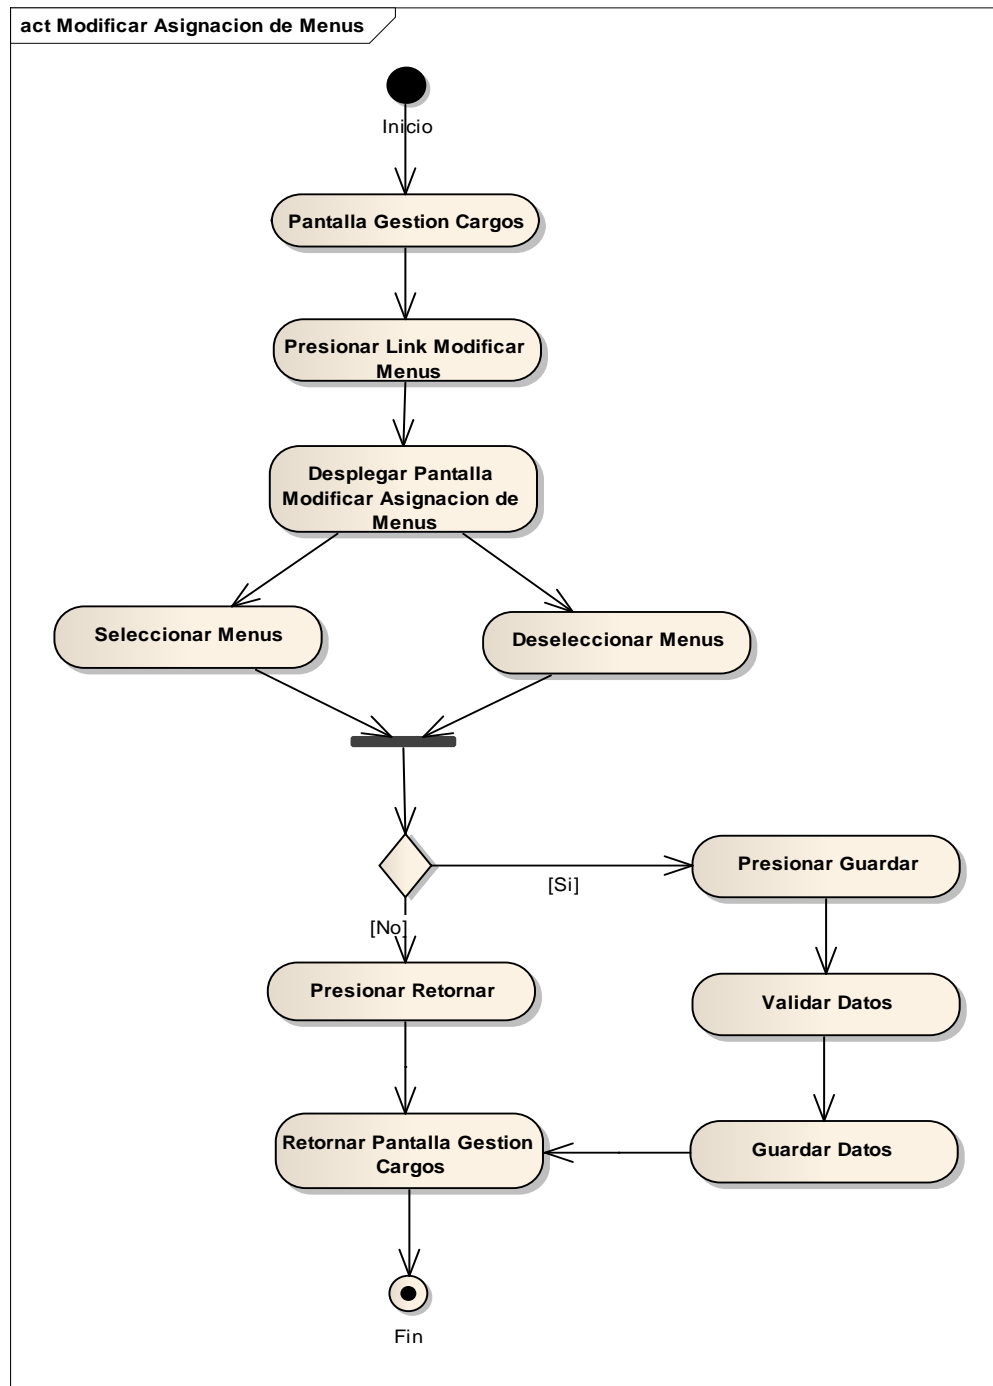 act Modificar Asignacion de Menus
Inicio
Pantalla Gestion Cargos
Presionar Link Modificar
Menus
Desplegar Pantalla
Modificar Asignacion de
Menus
Seleccionar Menus
Deseleccionar Menus
[Si]
Presionar Guardar
[No]
Presionar Retornar
Validar Datos
Retornar Pantalla Gestion
Cargos
Guardar Datos
Fin